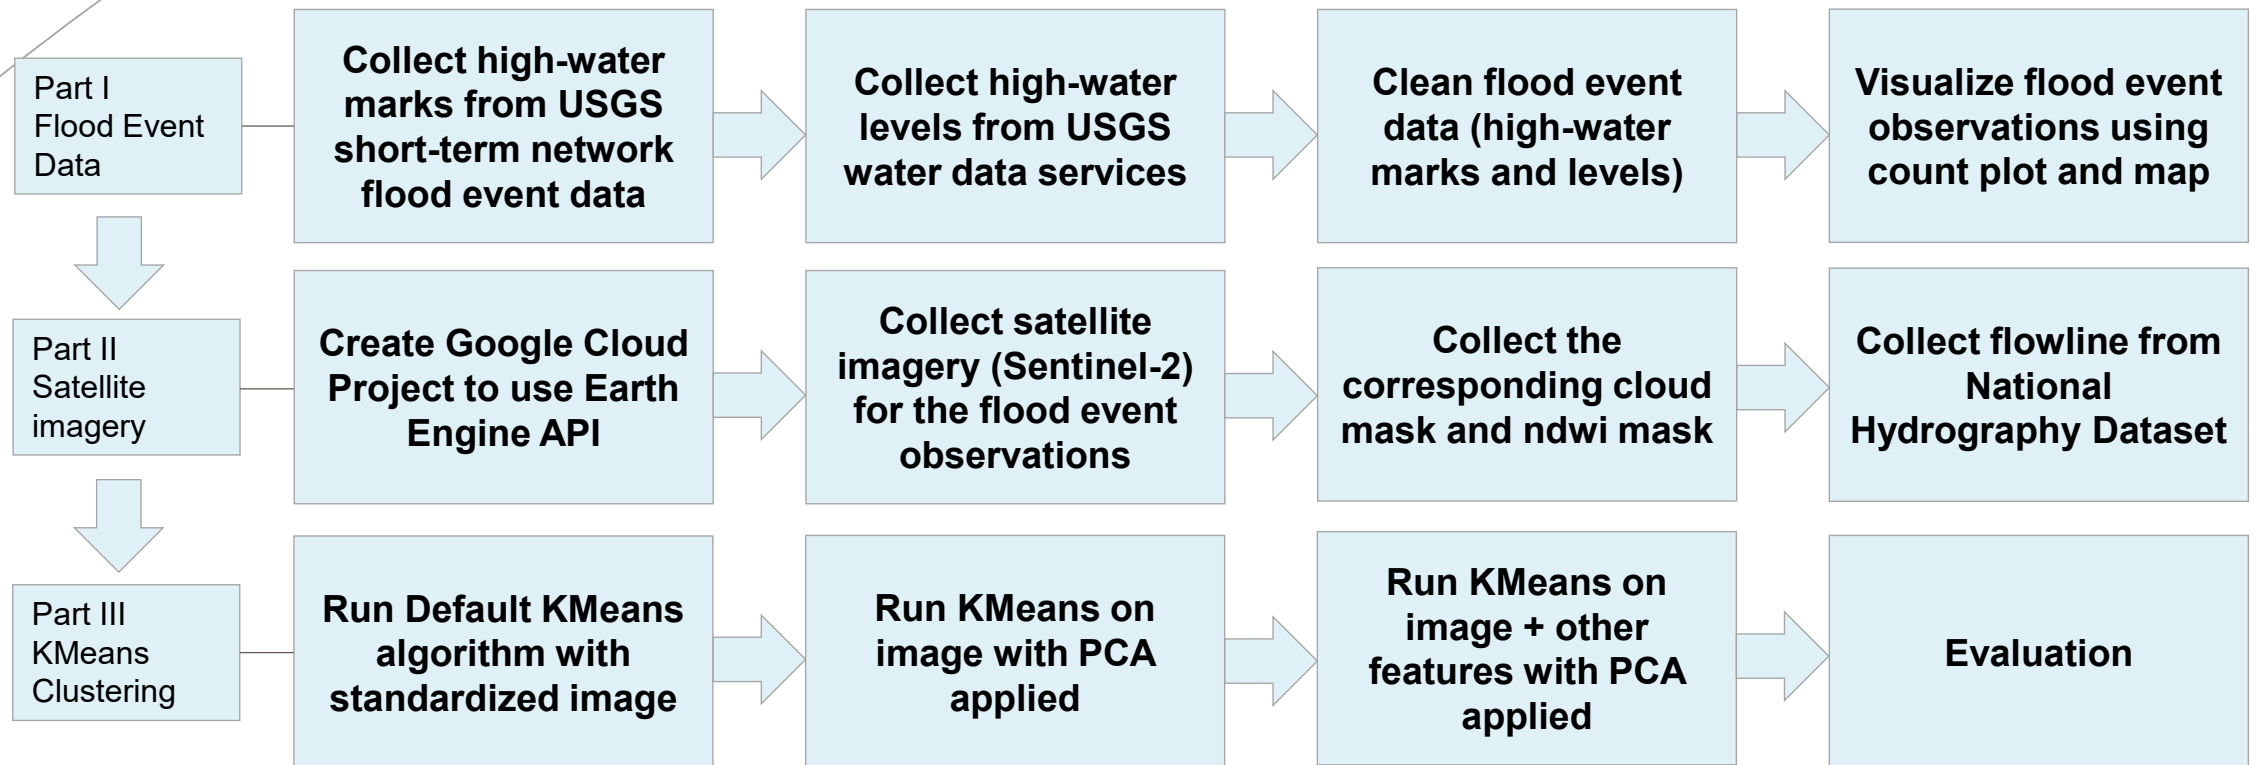 Part I
Flood Event
Data
Collect high-water
marks from USGS
short-term network
flood event data
Collect high-water
levels from USGS
water data services
Clean flood event
data (high-water
marks and levels)
Visualize flood event
observations using
count plot and map
Part II
Satellite
imagery
Create Google Cloud
Project to use Earth
Engine API
Collect satellite
imagery (Sentinel-2)
for the flood event
observations
Collect the
corresponding cloud
mask and ndwi mask
Collect flowline from
National
Hydrography Dataset
Part III
KMeans
Clustering
Run Default KMeans
algorithm with
standardized image
Run KMeans on
image with PCA
applied
Run KMeans on
image + other
features with PCA
applied
Evaluation